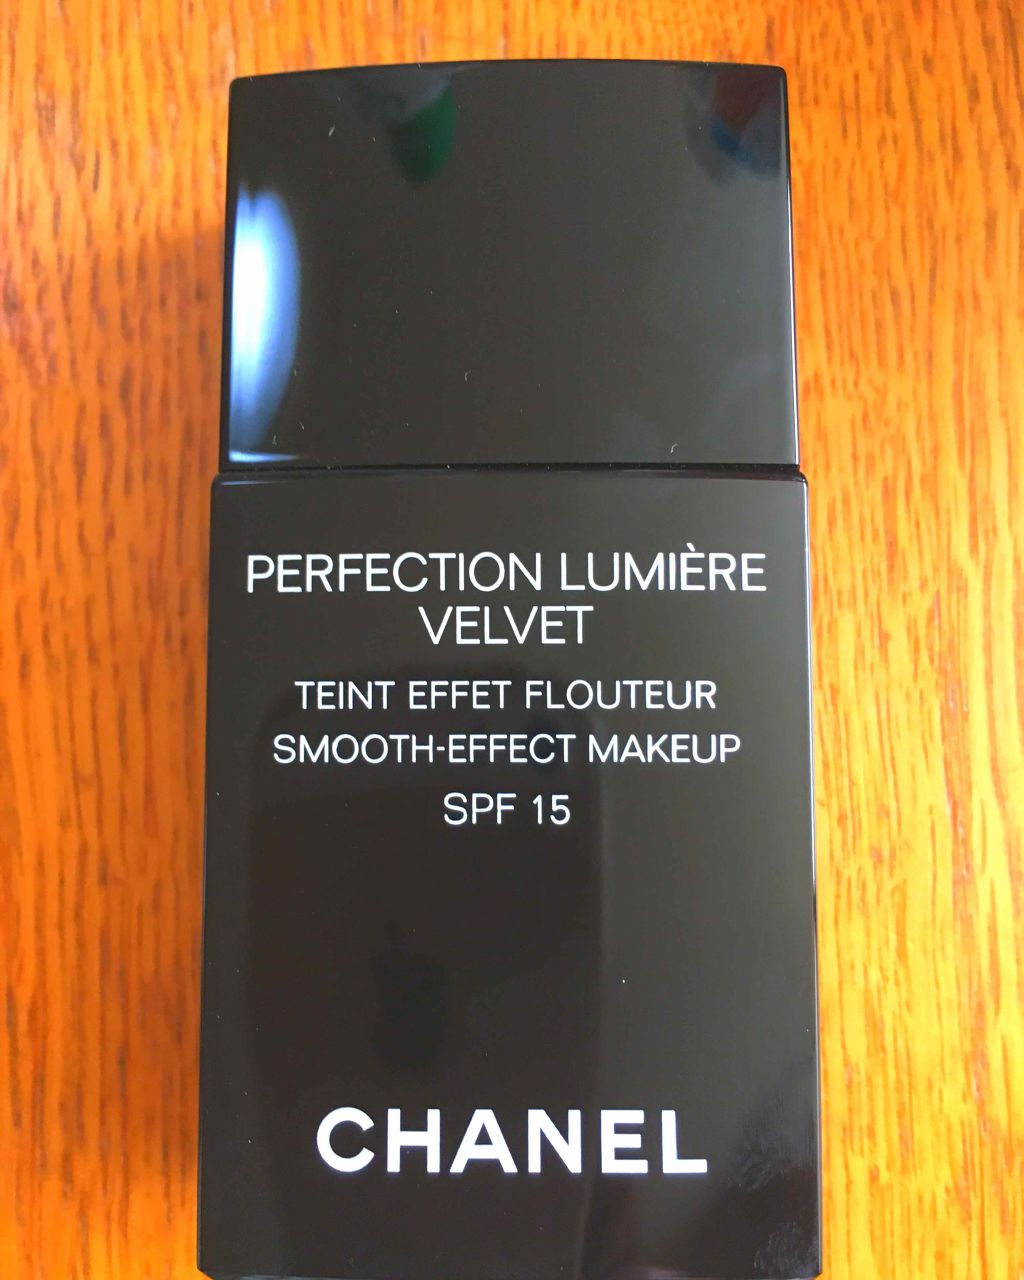 PERFECTION LUMIÈRE
VELVET
TEINT EFFET FLOUTEUR
SMOOTH-EFFECT MAKEUP
SPF 15
CHANEL